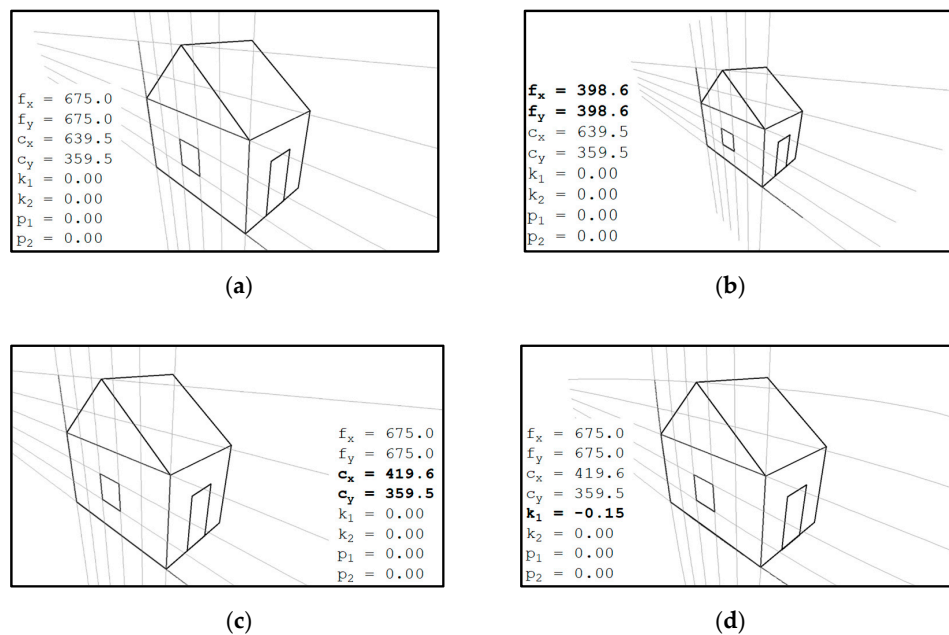 f_x = 675.0
f_y = 675.0
c_x = 639.5
c_y = 359.5
k_1 = 0.00
k_2 = 0.00
p_1 = 0.00
p_2 = 0.00
(a)
f_x = 398.6
f_y = 398.6
c_x = 639.5
c_y = 359.5
k_1 = 0.00
k_2 = 0.00
p_1 = 0.00
p_2 = 0.00
(b)
f_x = 675.0
f_y = 675.0
c_x = 419.6
c_y = 359.5
k_1 = 0.00
k_2 = 0.00
p_1 = 0.00
p_2 = 0.00
(c)
f_x = 675.0
f_y = 675.0
c_x = 419.6
c_y = 359.5
k_1 = -0.15
k_2 = 0.00
p_1 = 0.00
p_2 = 0.00
(d)